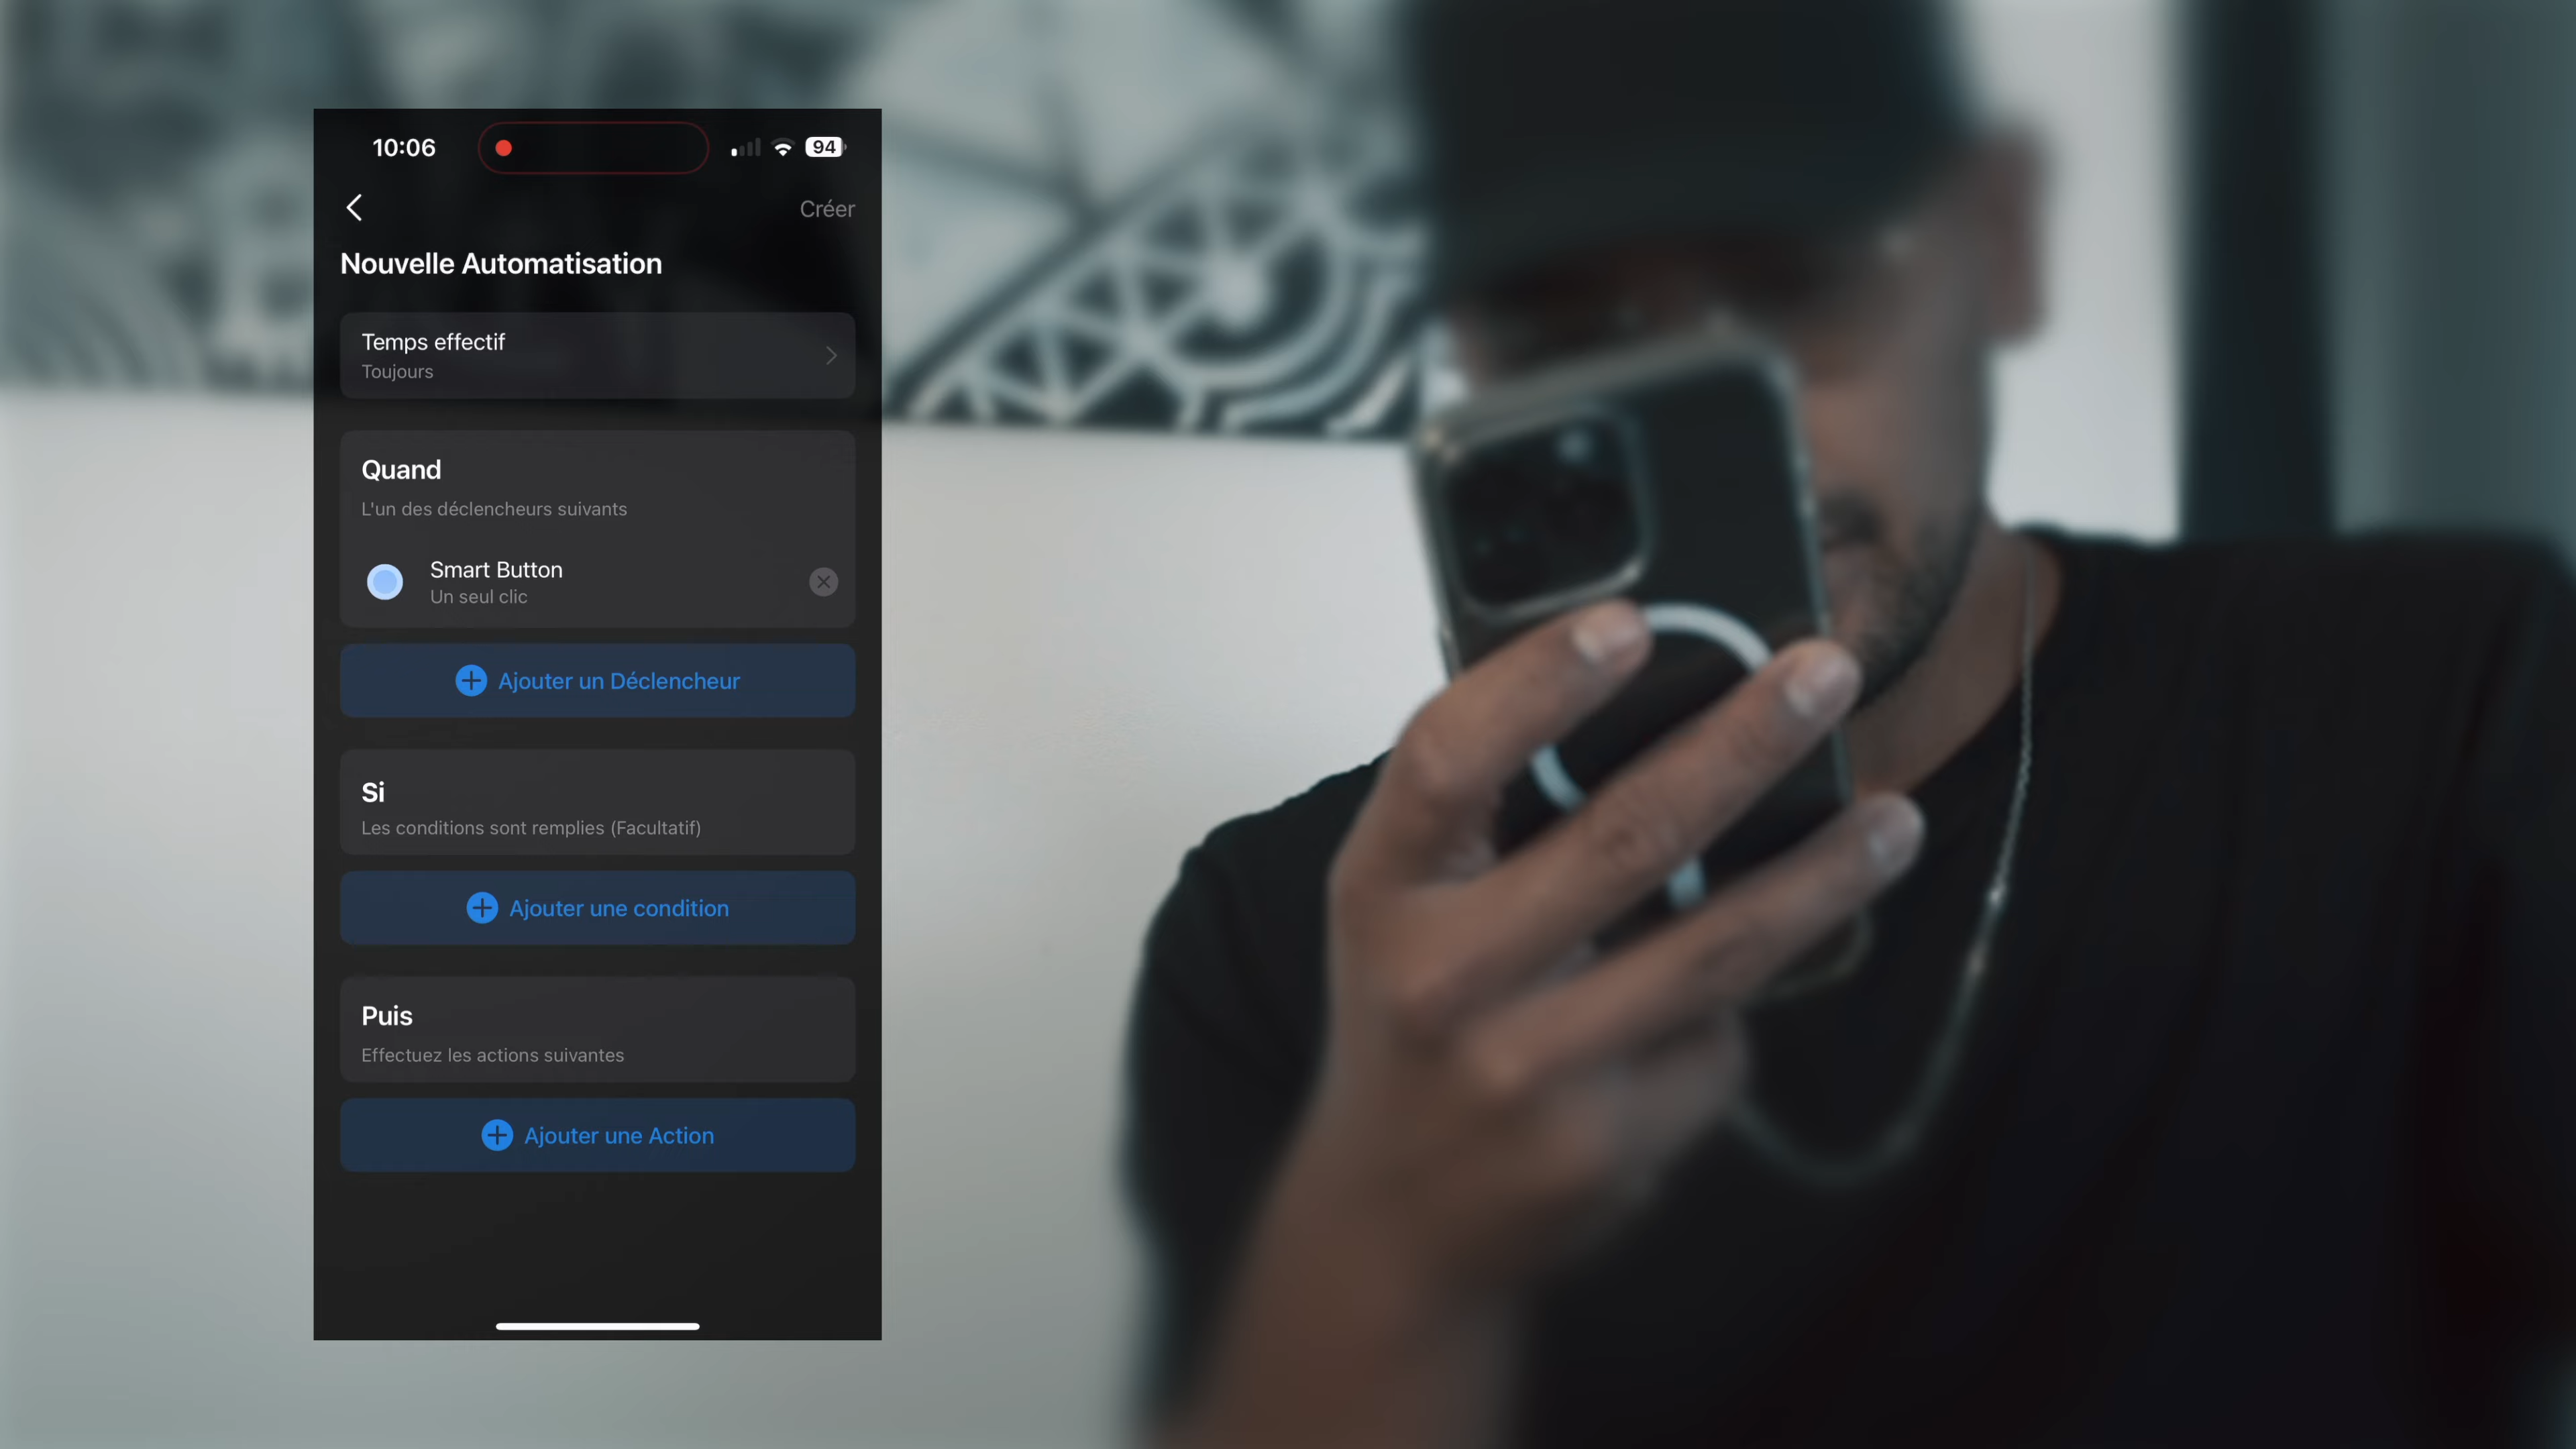 10:06
94
Créer
Nouvelle Automatisation
Temps effectif
Toujours
Quand
L'un des déclencheurs suivants
Smart Button
Un seul clic
Ajouter un Déclencheur
Si
Les conditions sont remplies (Facultatif)
Ajouter une condition
Puis
Effectuez les actions suivantes
Ajouter une Action